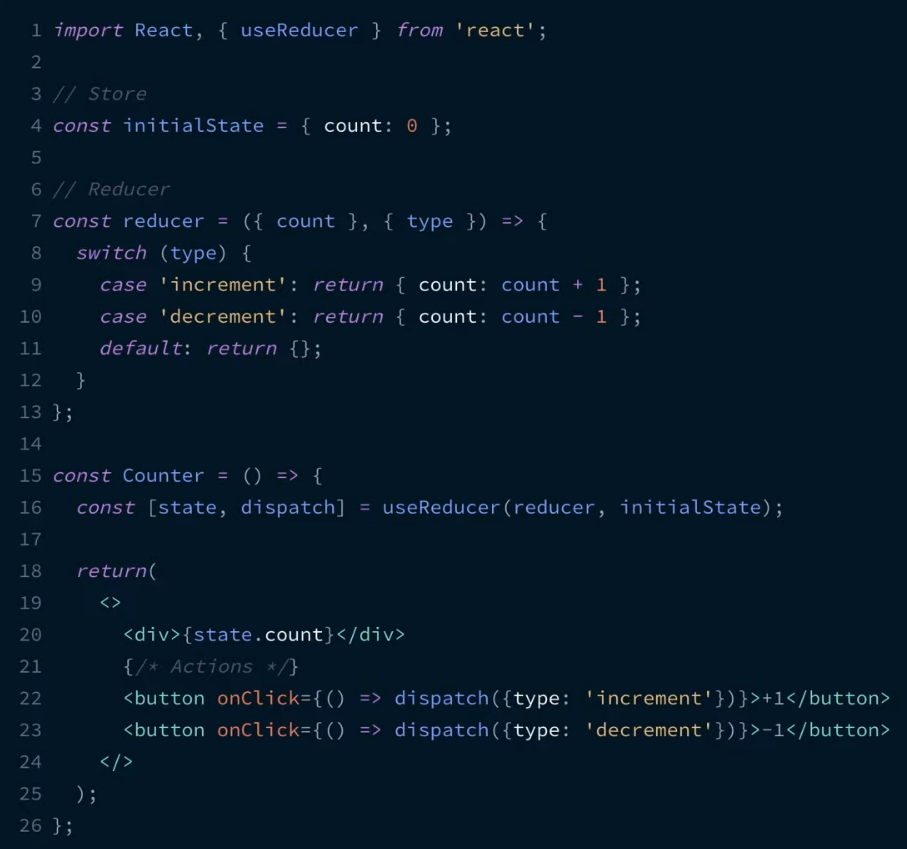 1 import React, { useReducer } from 'react';
2
3 // Store
4 const initialState = { count: 0 };
5
6 // Reducer
7 const reducer = ({ count }, { type }) => {
8   switch (type) {
9     case 'increment': return { count: count + 1 };
10     case 'decrement': return { count: count - 1 };
11     default: return {};
12   }
13 };
14
15 const Counter = () => {
16   const [state, dispatch] = useReducer(reducer, initialState);
17
18   return(
19     <>
20       <div>{state.count}</div>
21       {/* Actions */}
22       <button onClick={() => dispatch({type: 'increment'})}>+1</button>
23       <button onClick={() => dispatch({type: 'decrement'})}>-1</button>
24     </>
25   );
26 };